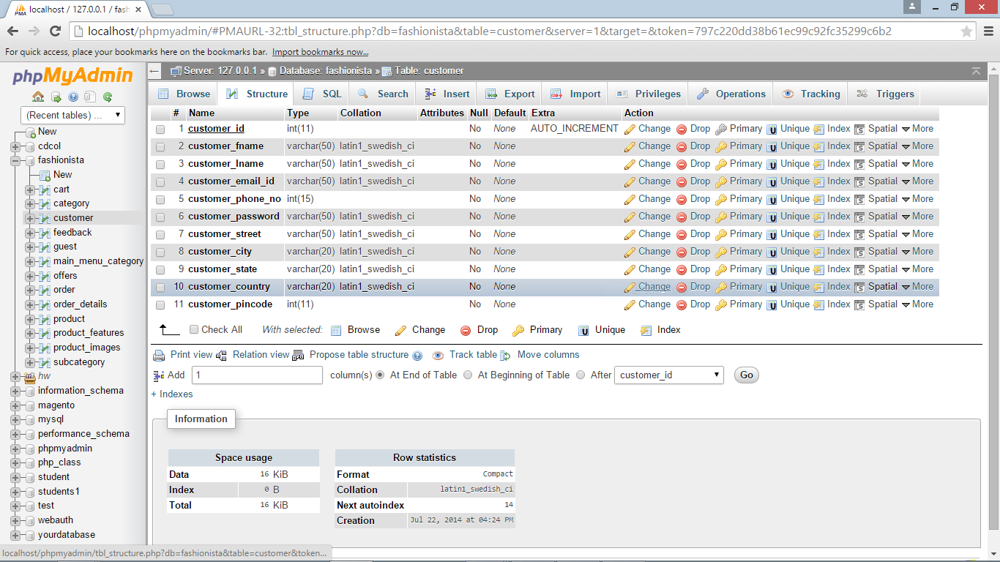 localhost / 127.0.0.1 / fash
localhost/phpmyadmin/#PMAURL-32:tbl_structure.php?db=fashionista&table=customer&server=1&target=&token=797c220dd38b61ec99c92fc35299c6b2
For quick access, place your bookmarks here on the bookmarks bar. Import bookmarks now...
phpMyAdmin
(Recent tables) ...
New
cdcol
fashionista
New
cart
category
customer
feedback
guest
main_menu_category
offers
order
order_details
product
product_features
product_images
subcategory
hw
information_schema
magento
mysql
performance_schema
phpmyadmin
php_class
student
students1
test
webauth
yourdatabase
Server: 127.0.0.1 » Database: fashionista » Table: customer
Browse Structure SQL Search Insert Export Import Privileges Operations Tracking Triggers
# Name Type Collation Attributes Null Default Extra Action
1 customer_id int(11) No None AUTO_INCREMENT Change Drop Primary Unique Index Spatial More
2 customer_fname varchar(50) latin1_swedish_ci No None Change Drop Primary Unique Index Spatial More
3 customer_lname varchar(50) latin1_swedish_ci No None Change Drop Primary Unique Index Spatial More
4 customer_email_id varchar(50) latin1_swedish_ci No None Change Drop Primary Unique Index Spatial More
5 customer_phone_no int(15) No None Change Drop Primary Unique Index Spatial More
6 customer_password varchar(50) latin1_swedish_ci No None Change Drop Primary Unique Index Spatial More
7 customer_street varchar(50) latin1_swedish_ci No None Change Drop Primary Unique Index Spatial More
8 customer_city varchar(20) latin1_swedish_ci No None Change Drop Primary Unique Index Spatial More
9 customer_state varchar(20) latin1_swedish_ci No None Change Drop Primary Unique Index Spatial More
10 customer_country varchar(20) latin1_swedish_ci No None Change Drop Primary Unique Index Spatial More
11 customer_pincode int(11) No None Change Drop Primary Unique Index Spatial More
Check All With selected: Browse Change Drop Primary Unique Index
Print view Relation view Propose table structure Track table Move columns
Add 1 column(s) At End of Table At Beginning of Table After customer_id Go
+ Indexes
Information
Space usage
Data 16 KiB
Index 0 B
Total 16 KiB
Row statistics
Format Compact
Collation latin1_swedish_ci
Next autoindex 14
Creation Jul 22, 2014 at 04:24 PM
localhost/phpmyadmin/tbl_structure.php?db=fashionista&table=customer&token...